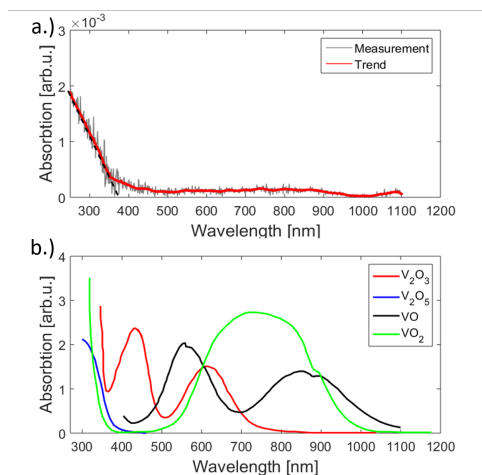 a.)
×10⁻³
3
2
1
0
Absorbtion [arb.u.]
Measurement
Trend
300 400 500 600 700 800 900 1000 1100 1200
Wavelength [nm]
b.)
4
3
2
1
0
Absorbtion [arb.u.]
V₂O₃
V₂O₅
VO
VO₂
300 400 500 600 700 800 900 1000 1100 1200
Wavelength [nm]